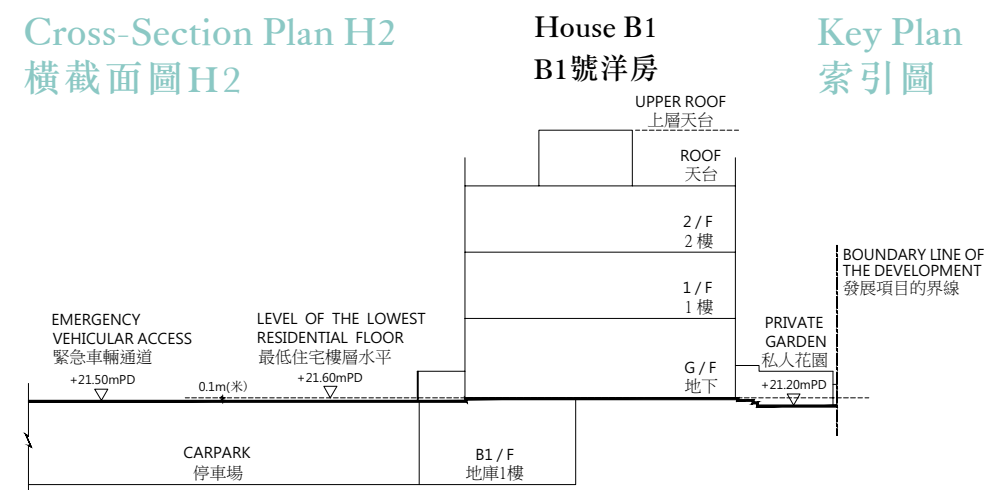 Cross-Section Plan H2
橫截面圖H2
House B1
B1號洋房
Key Plan
索引圖
UPPER ROOF
上層天台
ROOF
天台
2 / F
2 樓
1 / F
1 樓
G / F
地下
BOUNDARY LINE OF
THE DEVELOPMENT
發展項目的界線
EMERGENCY
VEHICULAR ACCESS
緊急車輛通道
+21.50mPD
0.1m(米)
LEVEL OF THE LOWEST
RESIDENTIAL FLOOR
最低住宅樓層水平
+21.60mPD
PRIVATE
GARDEN
私人花園
+21.20mPD
CARPARK
停車場
B1 / F
地庫1樓